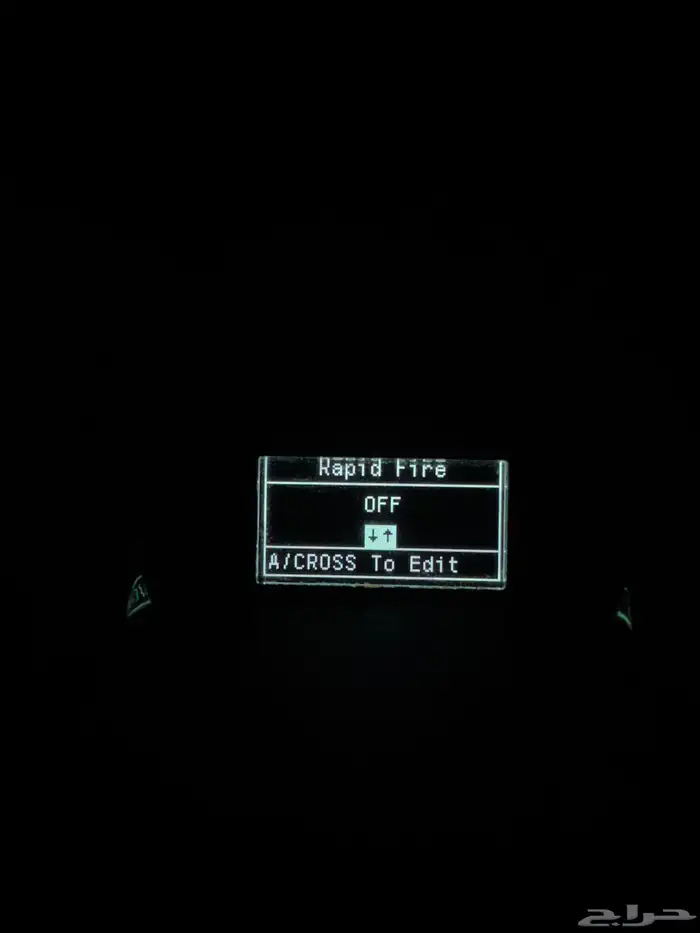 Rapid Fire
OFF
↓↑
A/CROSS To Edit
حراج